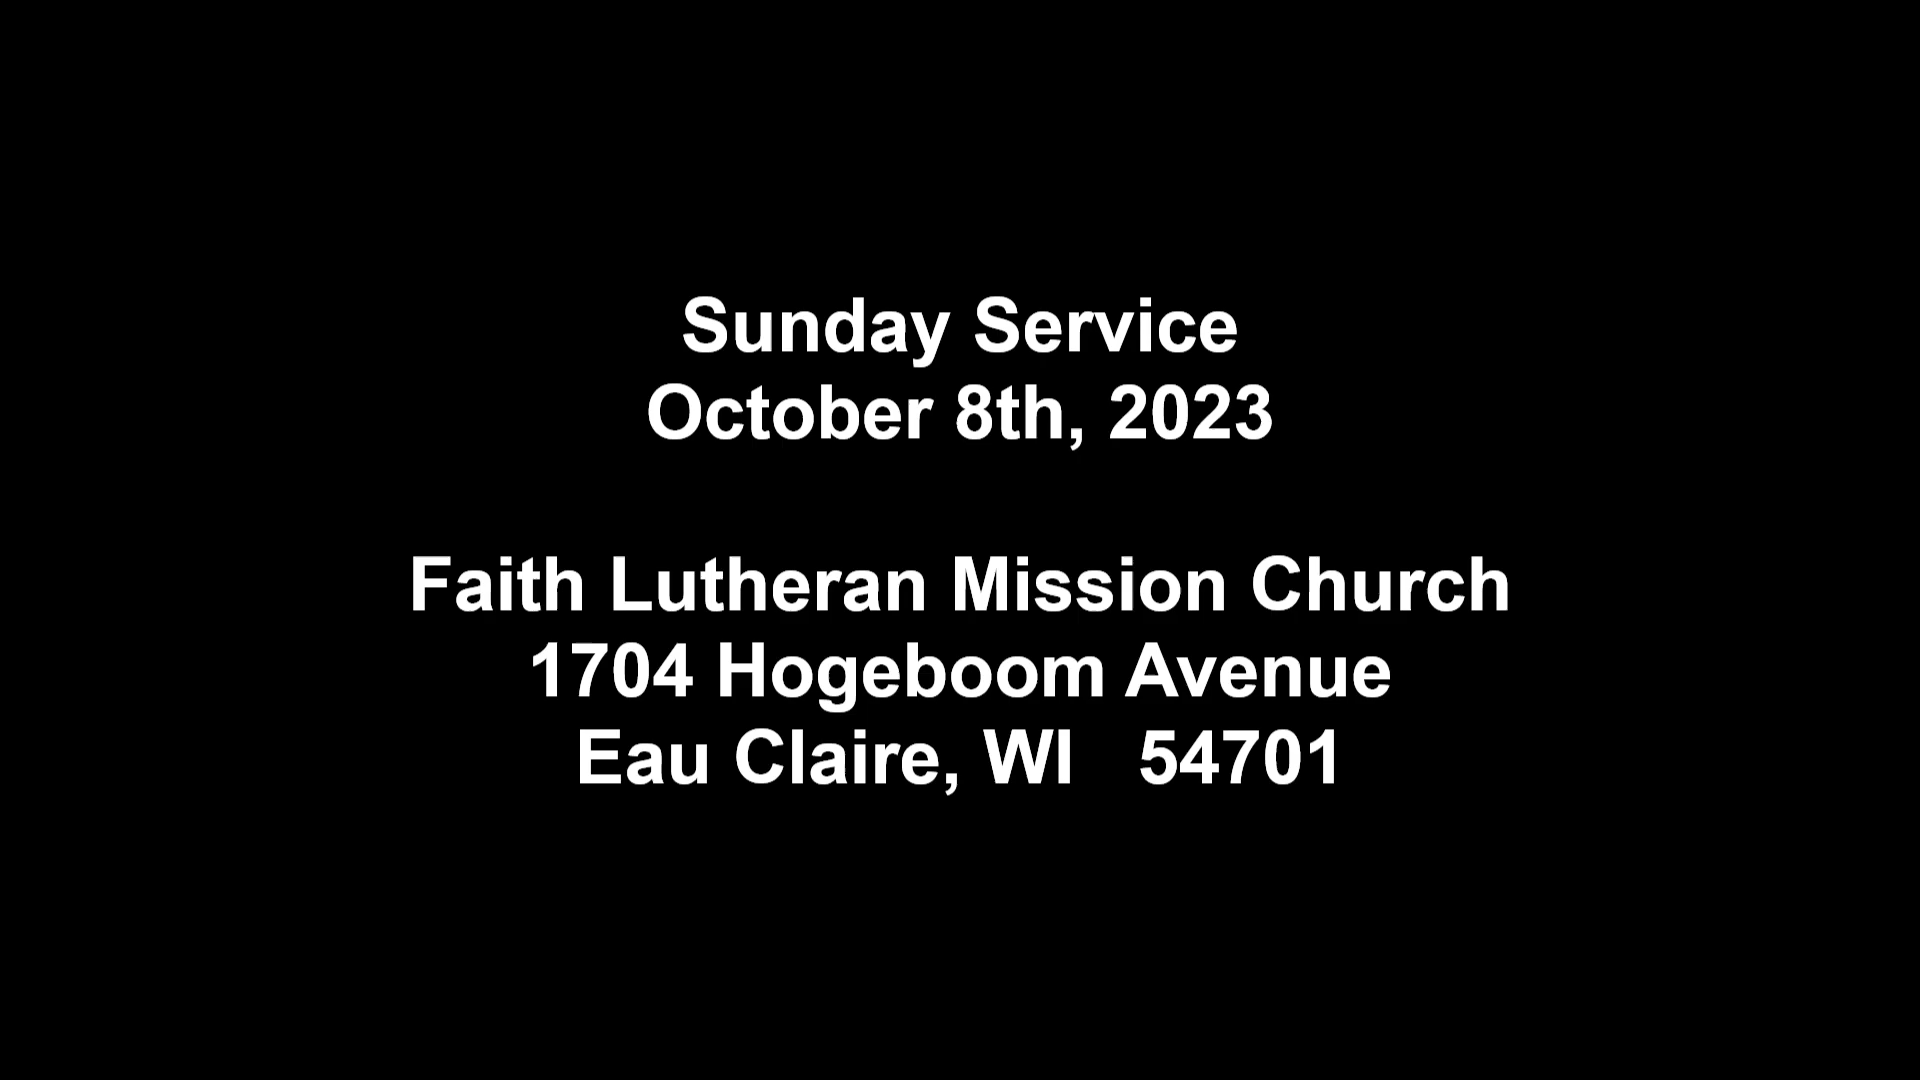 Sunday Service
October 8th, 2023
Faith Lutheran Mission Church
1704 Hogeboom Avenue
Eau Claire, WI   54701